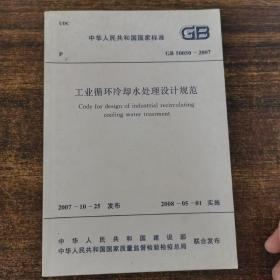 UDC
中华人民共和国国家标准
GB
P
GB 50050-2007
工业循环冷却水处理设计规范
Code for design of industrial recirculating
cooling water treatment
2007-10-25 发布
2008-05-01 实施
中华人民共和国建设部
中华人民共和国国家质量监督检验检疫总局
联合发布